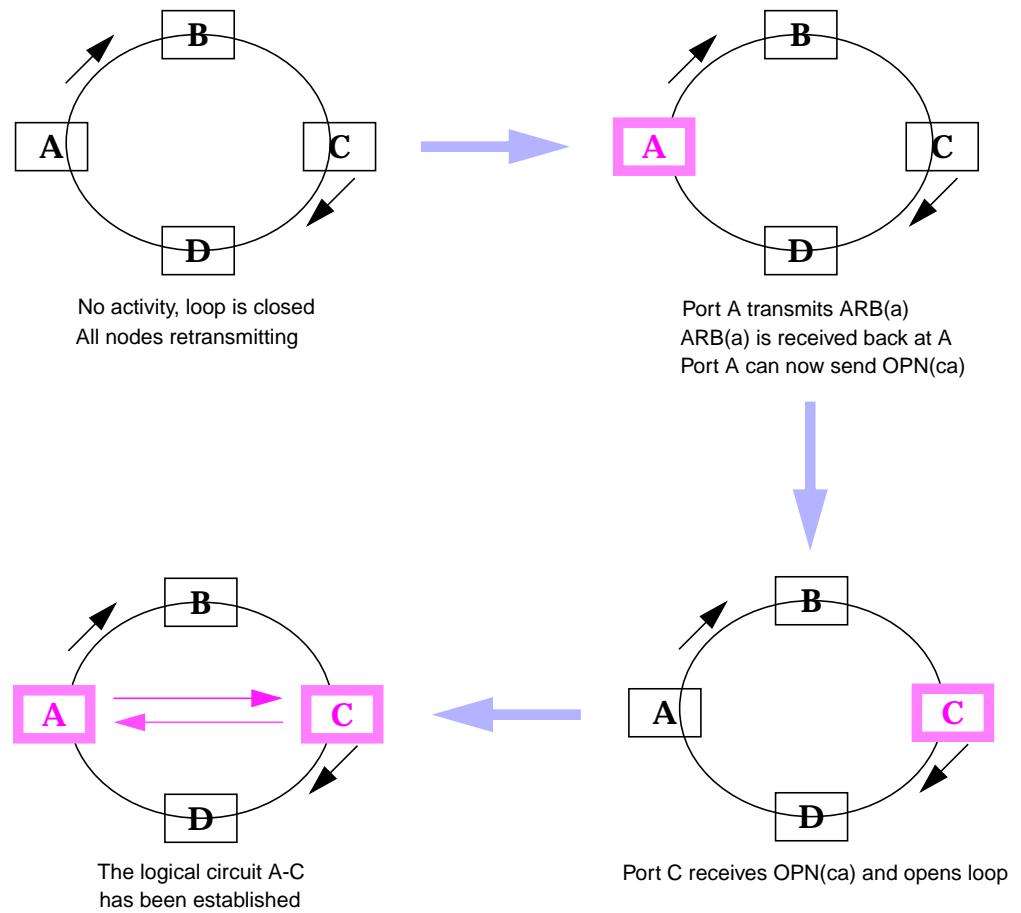 B
A
C
D
No activity, loop is closed
All nodes retransmitting
B
A
C
D
Port A transmits ARB(a)
ARB(a) is received back at A
Port A can now send OPN(ca)
B
A
C
D
Port C receives OPN(ca) and opens loop
B
A
C
D
The logical circuit A-C
has been established